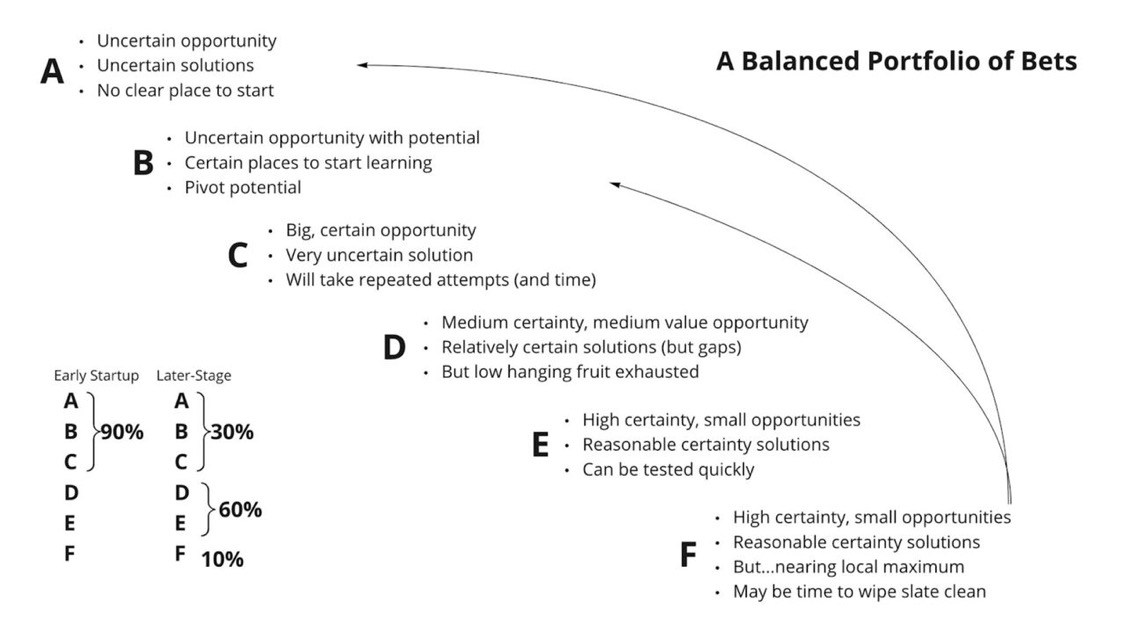 A Balanced Portfolio of Bets
A
• Uncertain opportunity
• Uncertain solutions
• No clear place to start
B
• Uncertain opportunity with potential
• Certain places to start learning
• Pivot potential
C
• Big, certain opportunity
• Very uncertain solution
• Will take repeated attempts (and time)
D
• Medium certainty, medium value opportunity
• Relatively certain solutions (but gaps)
• But low hanging fruit exhausted
E
• High certainty, small opportunities
• Reasonable certainty solutions
• Can be tested quickly
F
• High certainty, small opportunities
• Reasonable certainty solutions
• But...nearing local maximum
• May be time to wipe slate clean
Early Startup
A
B
C
90%
D
E
F
Later-Stage
A
B
C
30%
D
E
60%
F 10%